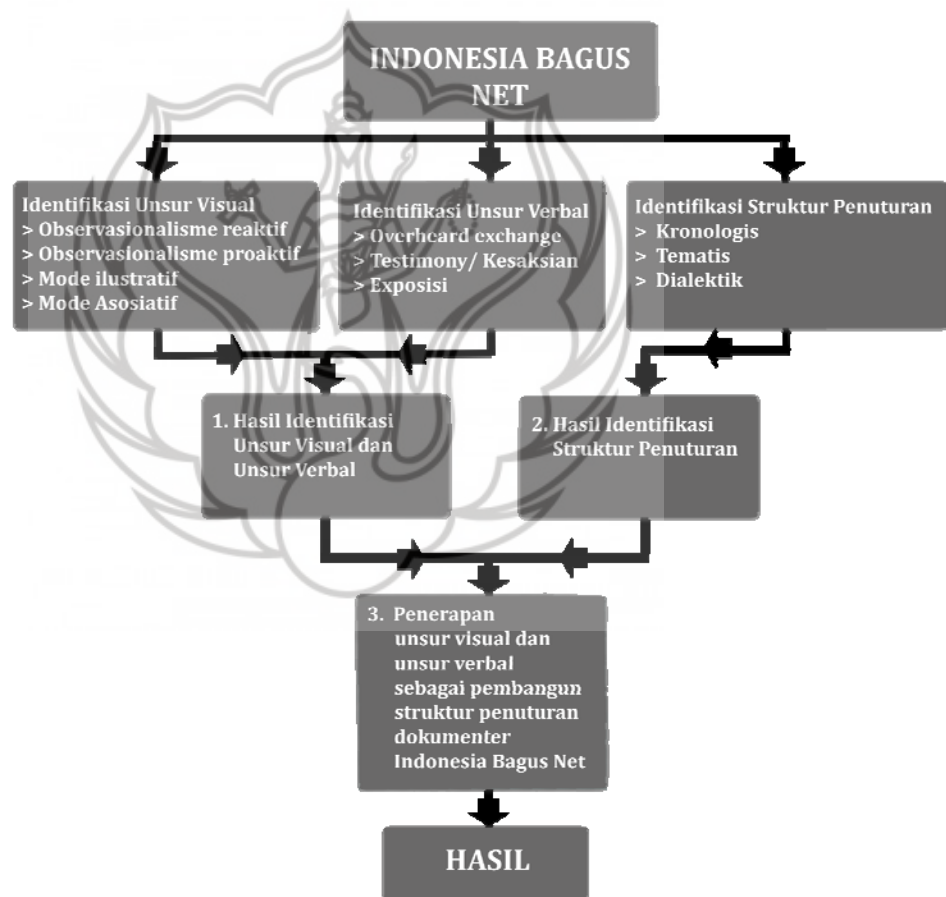 INDONESIA BAGUS
NET
Identifikasi Unsur Visual
> Observasionalisme reaktif
> Observasionalisme proaktif
> Mode ilustratif
> Mode Asosiatif
Identifikasi Unsur Verbal
> Overheard exchange
> Testimony/ Kesaksian
> Exposisi
Identifikasi Struktur Penuturan
> Kronologis
> Tematis
> Dialektik
1. Hasil Identifikasi
Unsur Visual dan
Unsur Verbal
2. Hasil Identifikasi
Struktur Penuturan
3. Penerapan
unsur visual dan
unsur verbal
sebagai pembangun
struktur penuturan
dokumenter
Indonesia Bagus Net
HASIL